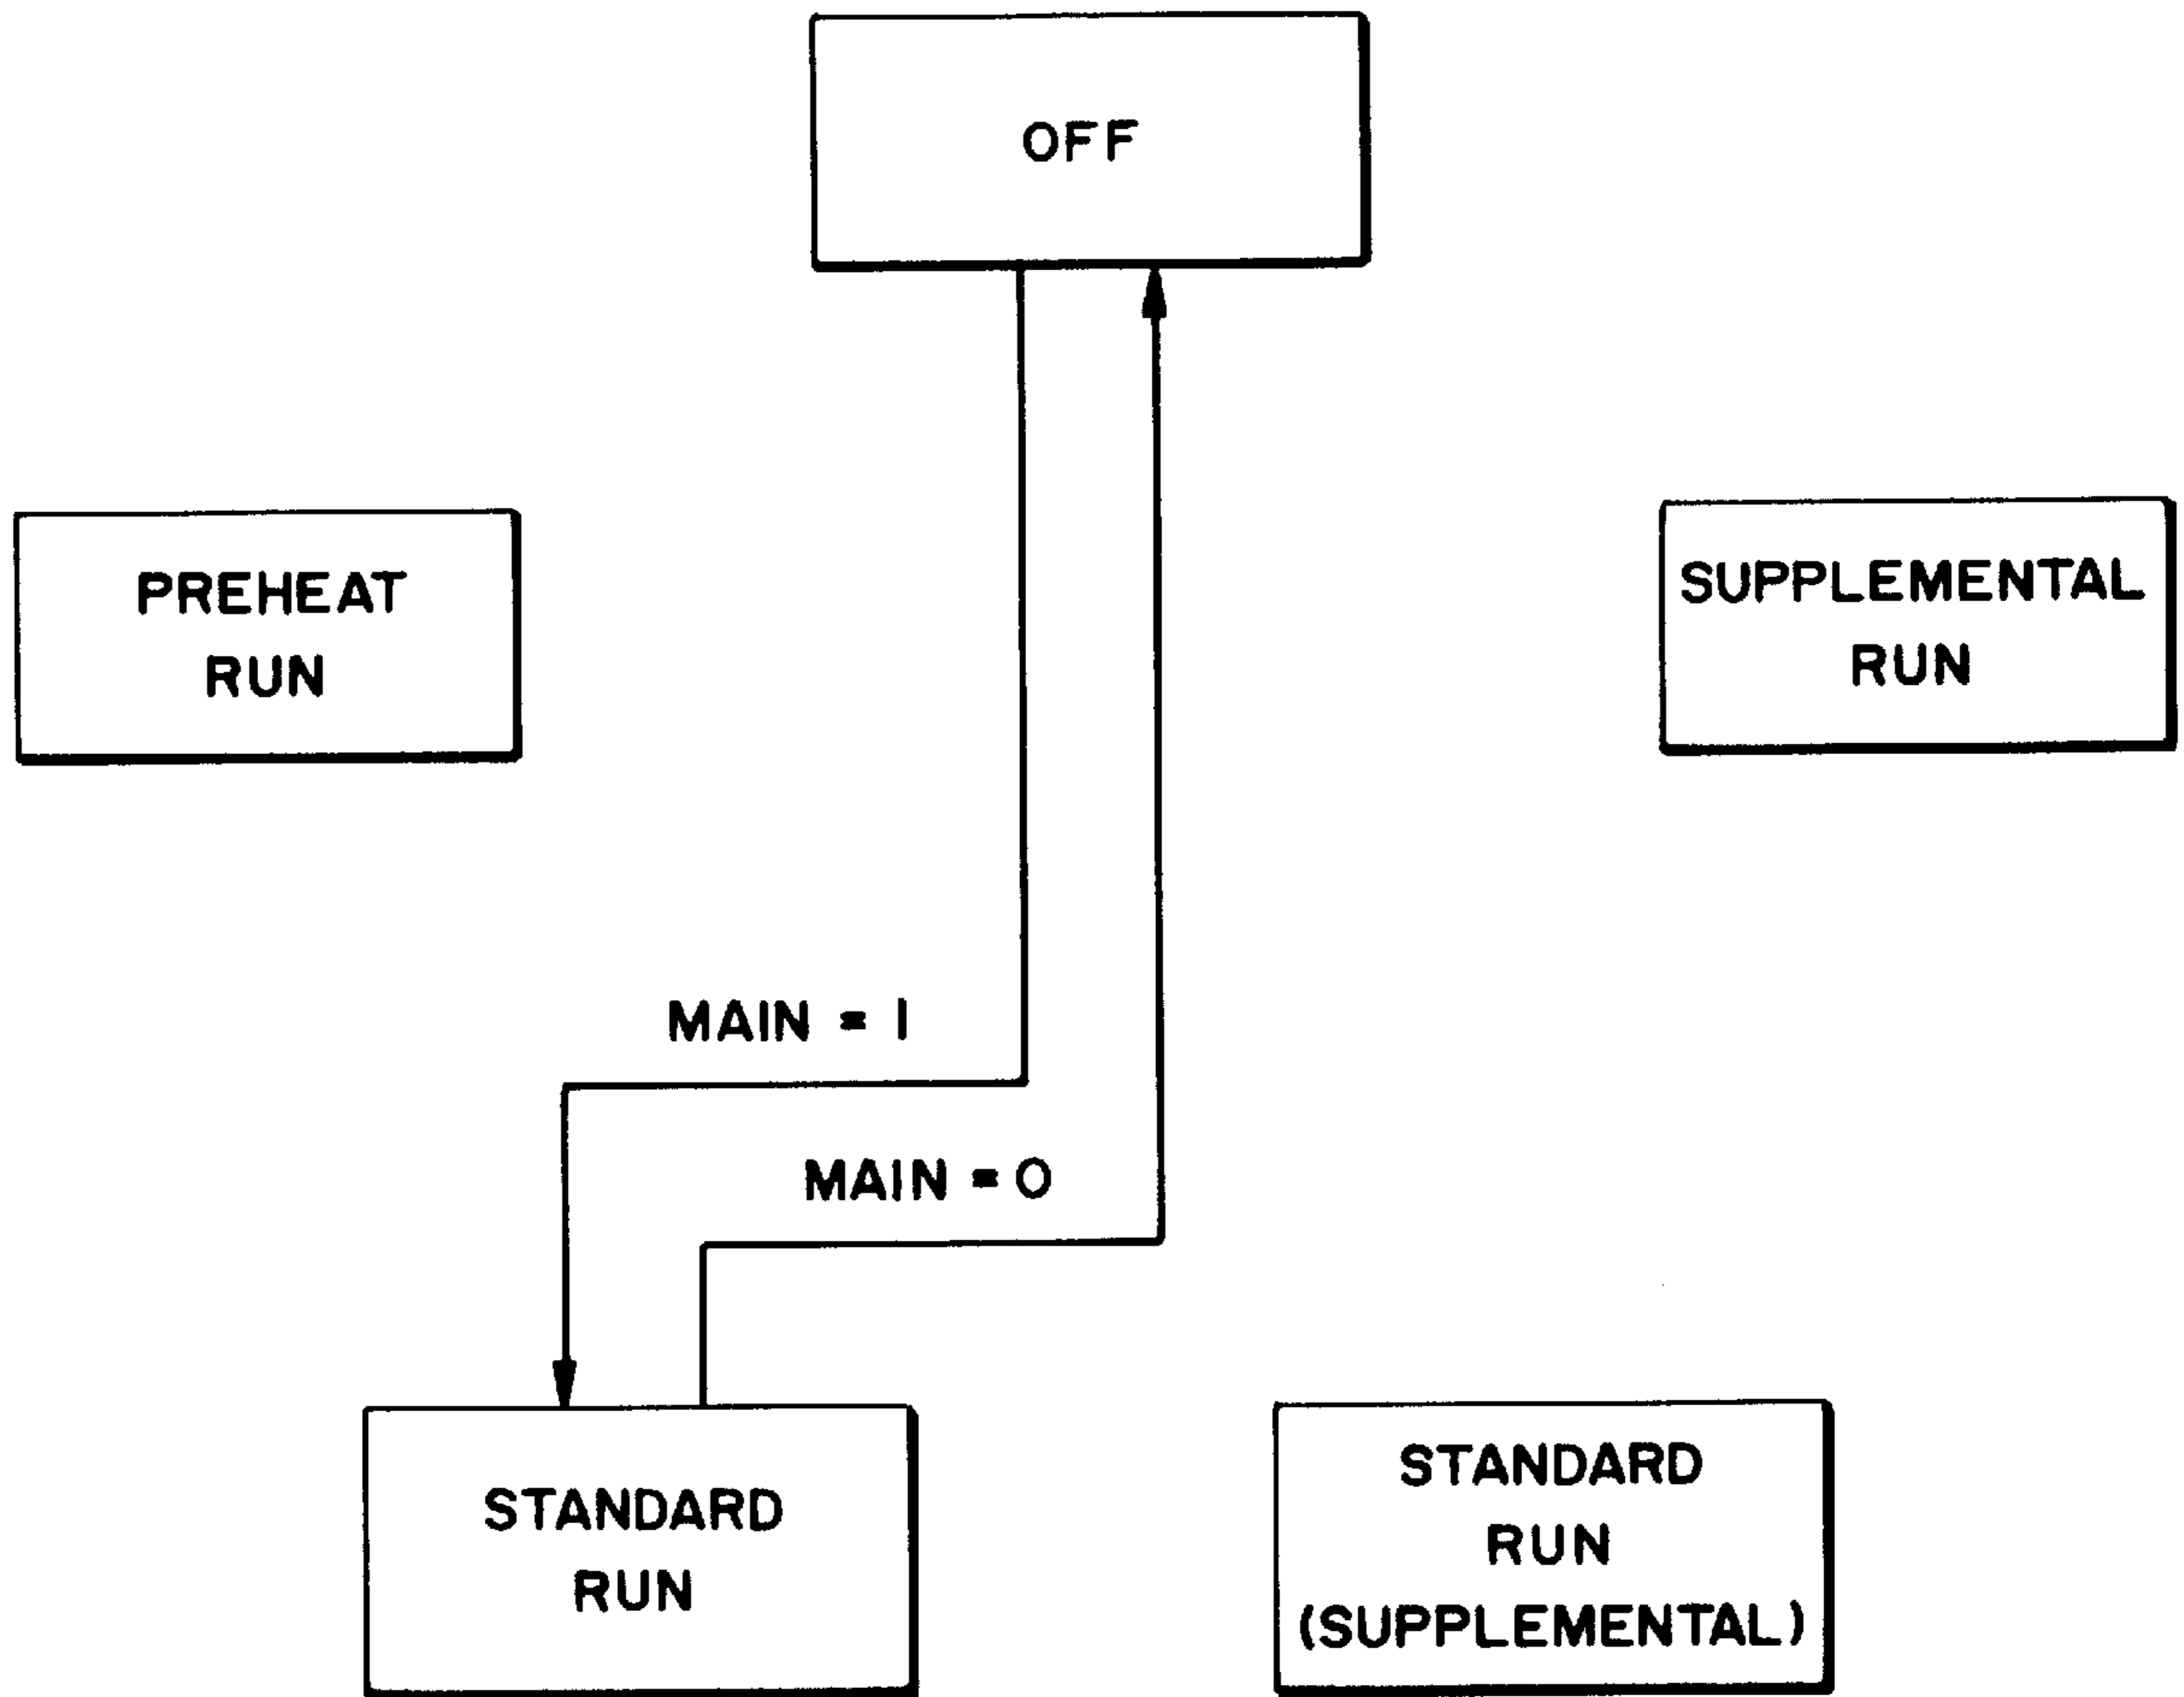 OFF
PREHEAT
RUN
SUPPLEMENTAL
RUN
MAIN = 1
MAIN = 0
STANDARD
RUN
STANDARD
RUN
(SUPPLEMENTAL)